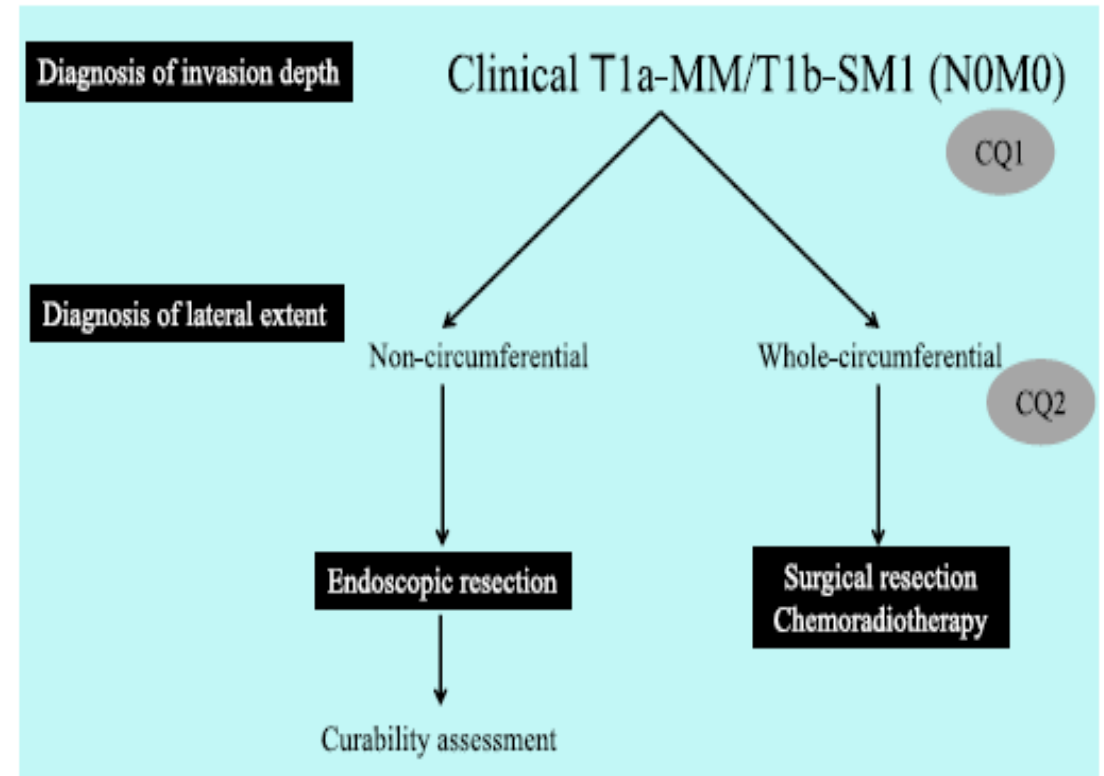 Diagnosis of invasion depth
Clinical T1a-MM/T1b-SM1 (N0M0)
CQ1
Diagnosis of lateral extent
Non-circumferential
Whole-circumferential
CQ2
Endoscopic resection
Surgical resection
Chemoradiotherapy
Curability assessment